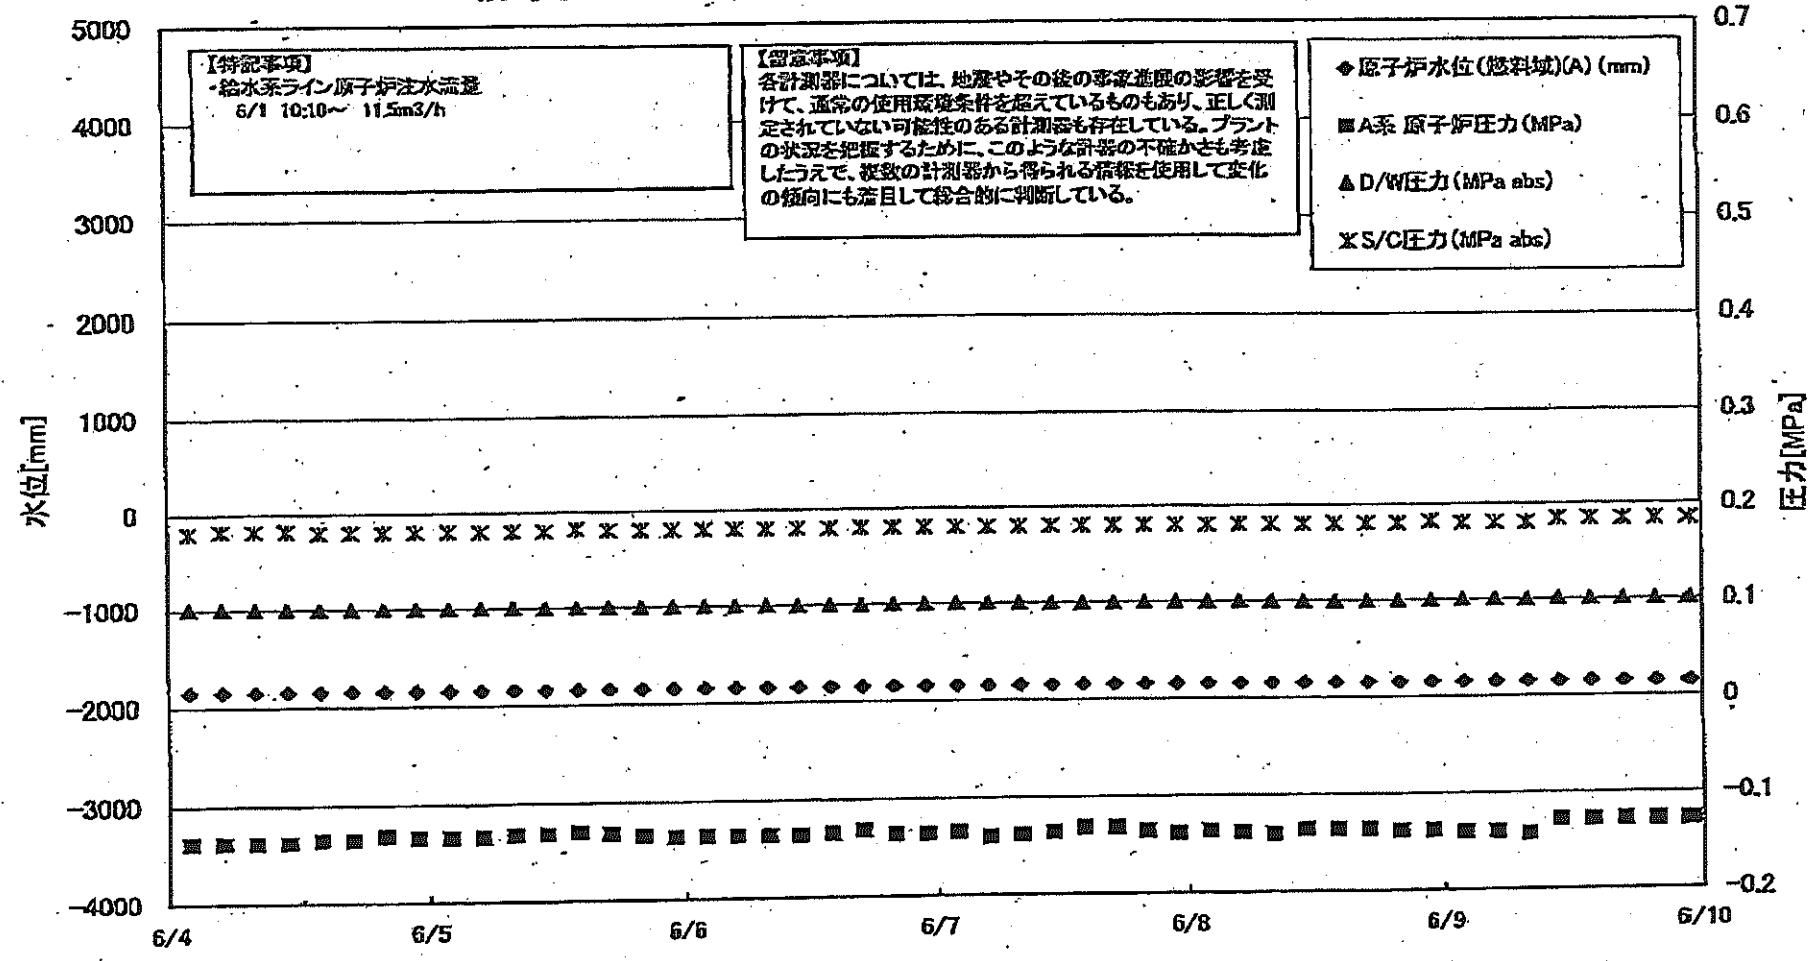 5000
4000
3000
2000
1000
0
-1000
-2000
-3000
-4000
水位[mm]
【特記事項】
・給水系ライン原子炉注水流量
6/1 10:10～ 11.5m3/h
【留意事項】
各計測器については、地震やその後の事象進展の影響を受
けて、通常の使用環境条件を超えているものもあり、正しく測
定されていない可能性のある計測器も存在している。プラント
の状況を把握するために、このような計器の不確かさも考慮
したうえで、複数の計測器から得られる情報を使用して変化
の傾向にも着目して総合的に判断している。
原子炉水位(燃料域)(A) (mm)
A系 原子炉圧力(MPa)
D/W圧力(MPa abs)
S/C圧力(MPa abs)
0.7
0.6
0.5
0.4
0.3
0.2
0.1
0
-0.1
-0.2
圧力[MPa]
6/4
6/5
6/6
6/7
6/8
6/9
6/10